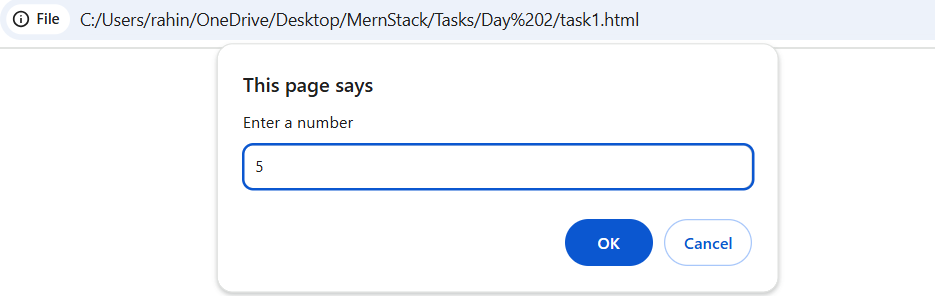 File C:/Users/rahin/OneDrive/Desktop/MernStack/Tasks/Day%202/task1.html
This page says
Enter a number
5
OK Cancel